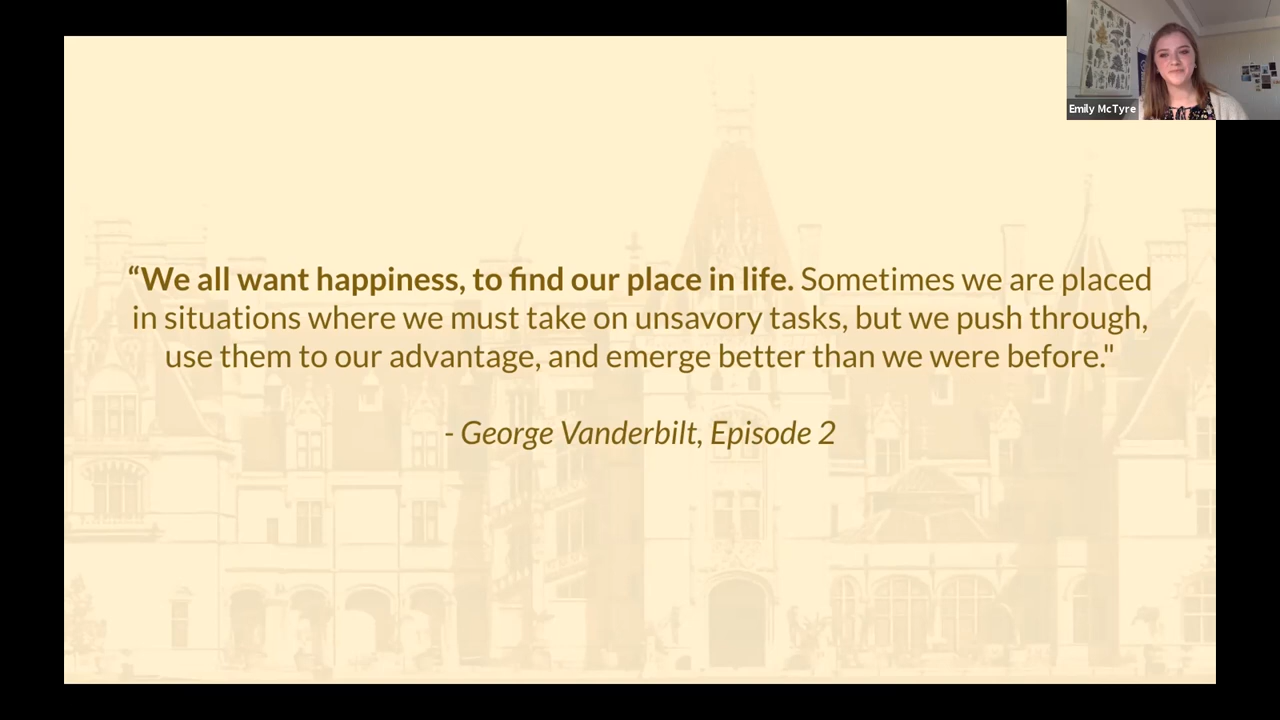 Emily McTyre
“We all want happiness, to find our place in life. Sometimes we are placed
in situations where we must take on unsavory tasks, but we push through,
use them to our advantage, and emerge better than we were before."
- George Vanderbilt, Episode 2